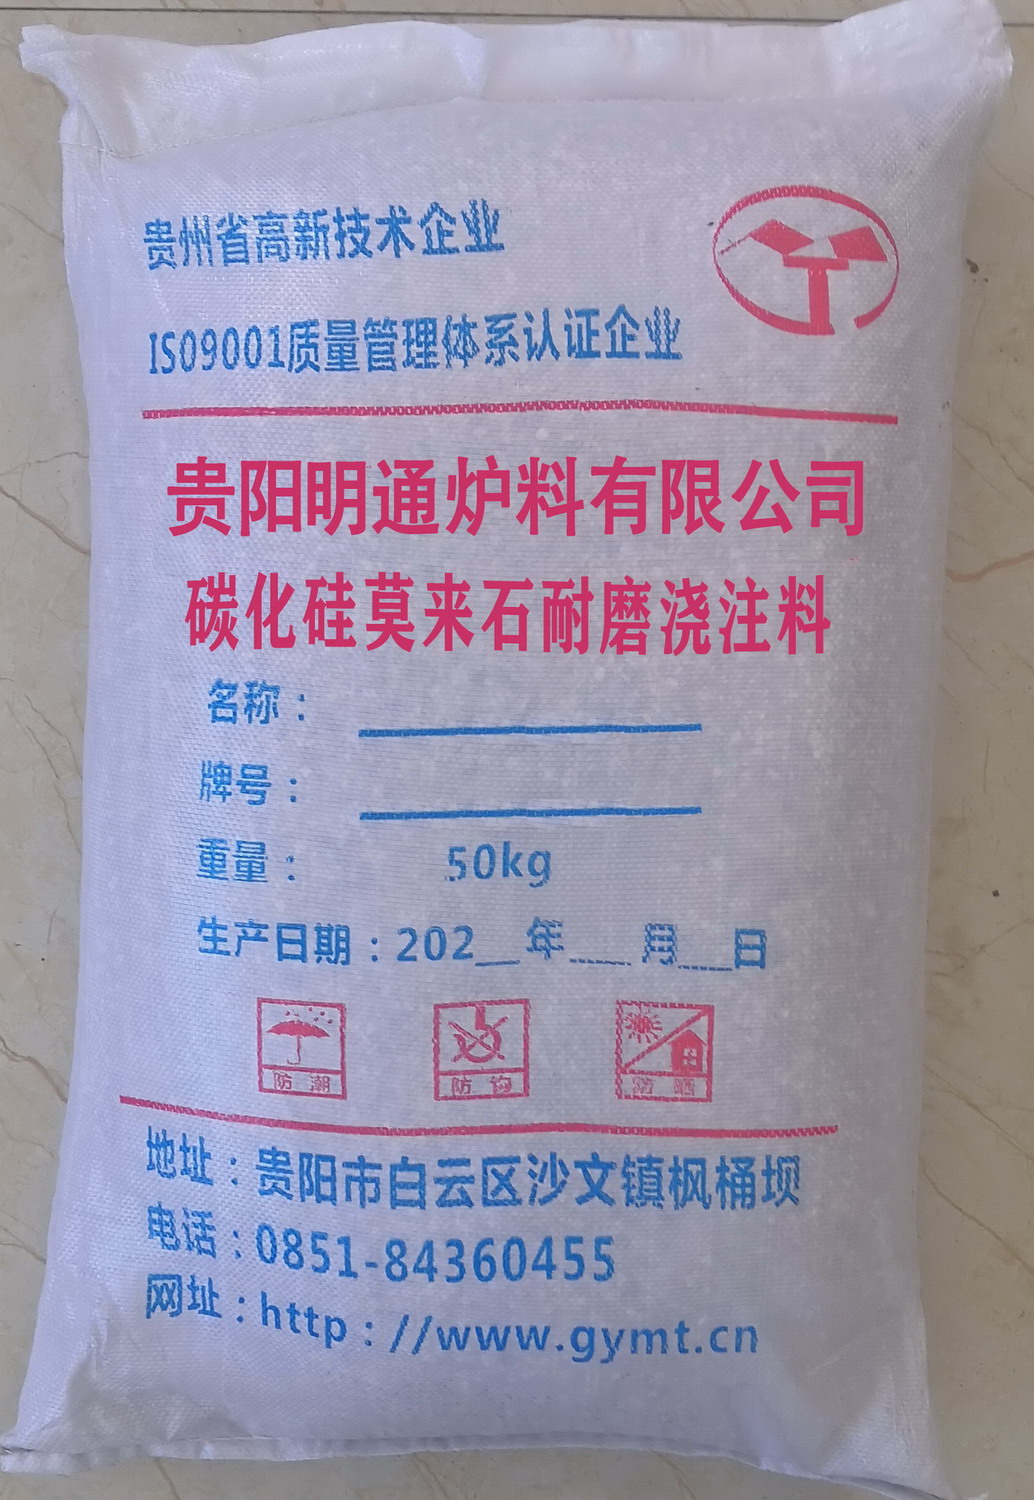 贵州省高新技术企业
ISO9001质量管理体系认证企业
贵阳明通炉料有限公司
碳化硅莫来石耐磨浇注料
名称：
牌号：
重量： 50kg
生产日期：202__年___月___日
防潮 防钩 防晒
地址：贵阳市白云区沙文镇枫桶坝
电话：0851-84360455
网址：http：//www.gymt.cn